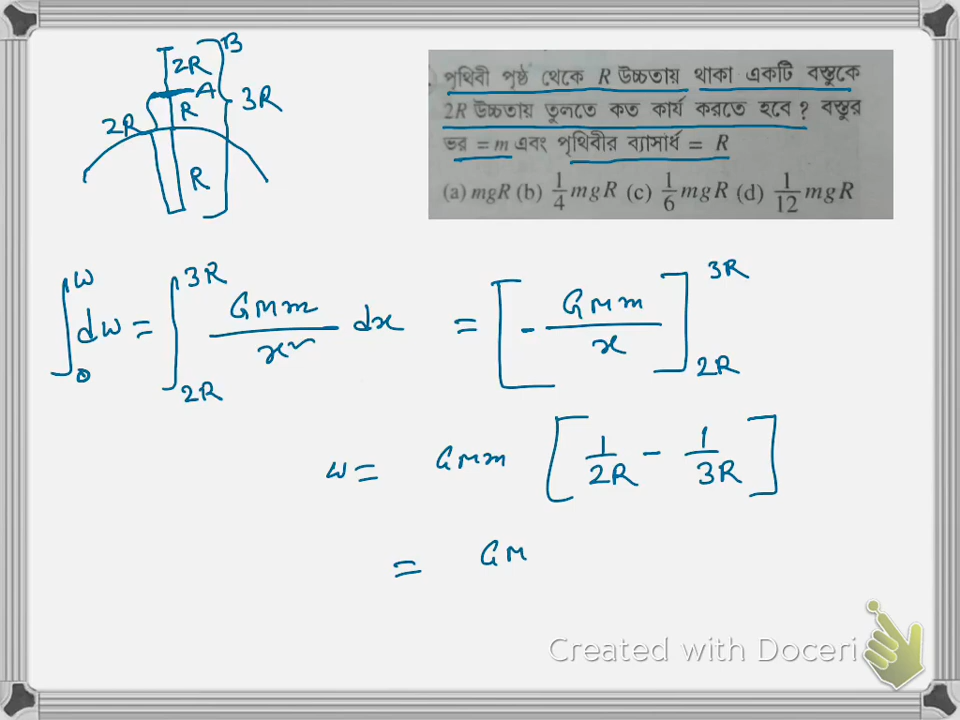 B
2R
A
3R
R
2R
R
পৃথিবী পৃষ্ঠ থেকে R উচ্চতায় থাকা একটি বস্তুকে
2R উচ্চতায় তুলতে কত কার্য করতে হবে ? বস্তুর
ভর = m এবং পৃথিবীর ব্যাসার্ধ = R
(a) mgR (b) 1/4 mgR (c) 1/6 mgR (d) 1/12 mgR
∫₀^W dW = ∫_{2R}^{3R} GMm/x² dx = [- GMm/x]_{2R}^{3R}
W = GMm [1/2R - 1/3R]
= GM
Created with Doceri